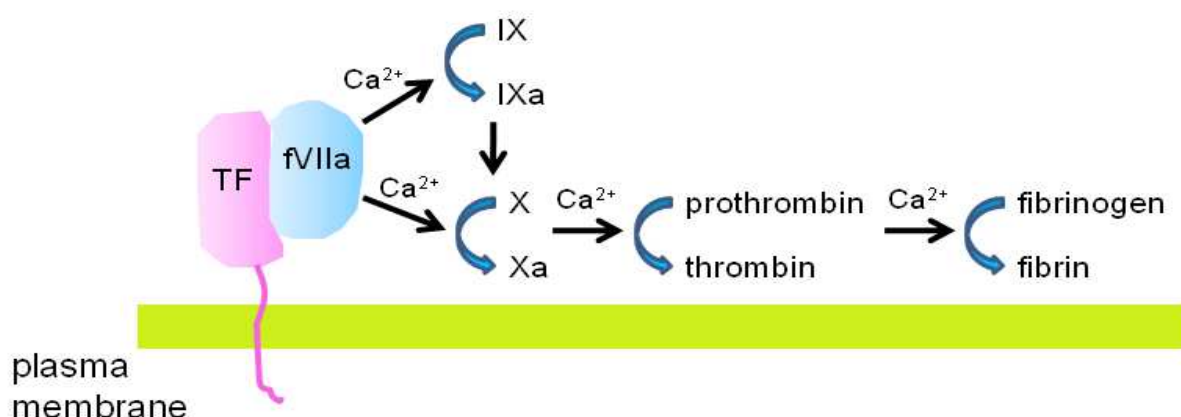 IX
Ca²⁺
IXa
TF
fVIIa
Ca²⁺
X
Ca²⁺
prothrombin
Ca²⁺
fibrinogen
Xa
thrombin
fibrin
plasma
membrane